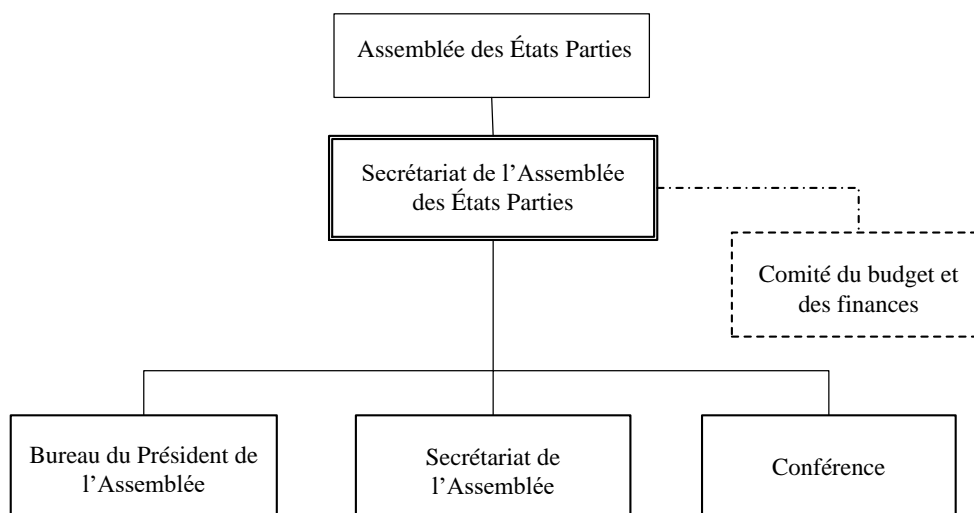 Assemblée des États Parties
Secrétariat de l’Assemblée
des États Parties
Comité du budget et
des finances
Bureau du Président de
l’Assemblée
Secrétariat de
l’Assemblée
Conférence